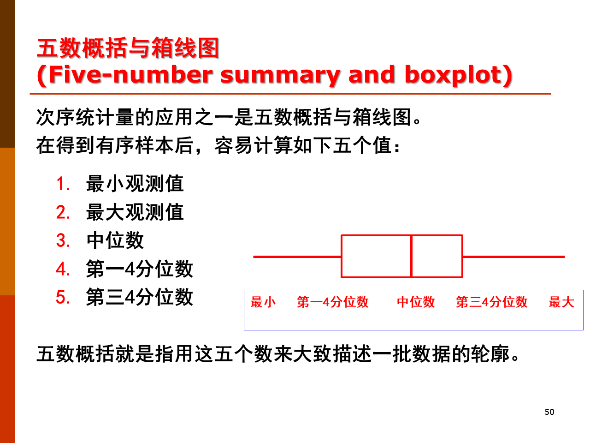 五数概括与箱线图
(Five-number summary and boxplot)
次序统计量的应用之一是五数概括与箱线图。
在得到有序样本后，容易计算如下五个值：
1. 最小观测值
2. 最大观测值
3. 中位数
4. 第一4分位数
5. 第三4分位数
最小 第一4分位数 中位数 第三4分位数 最大
五数概括就是指用这五个数来大致描述一批数据的轮廓。
50